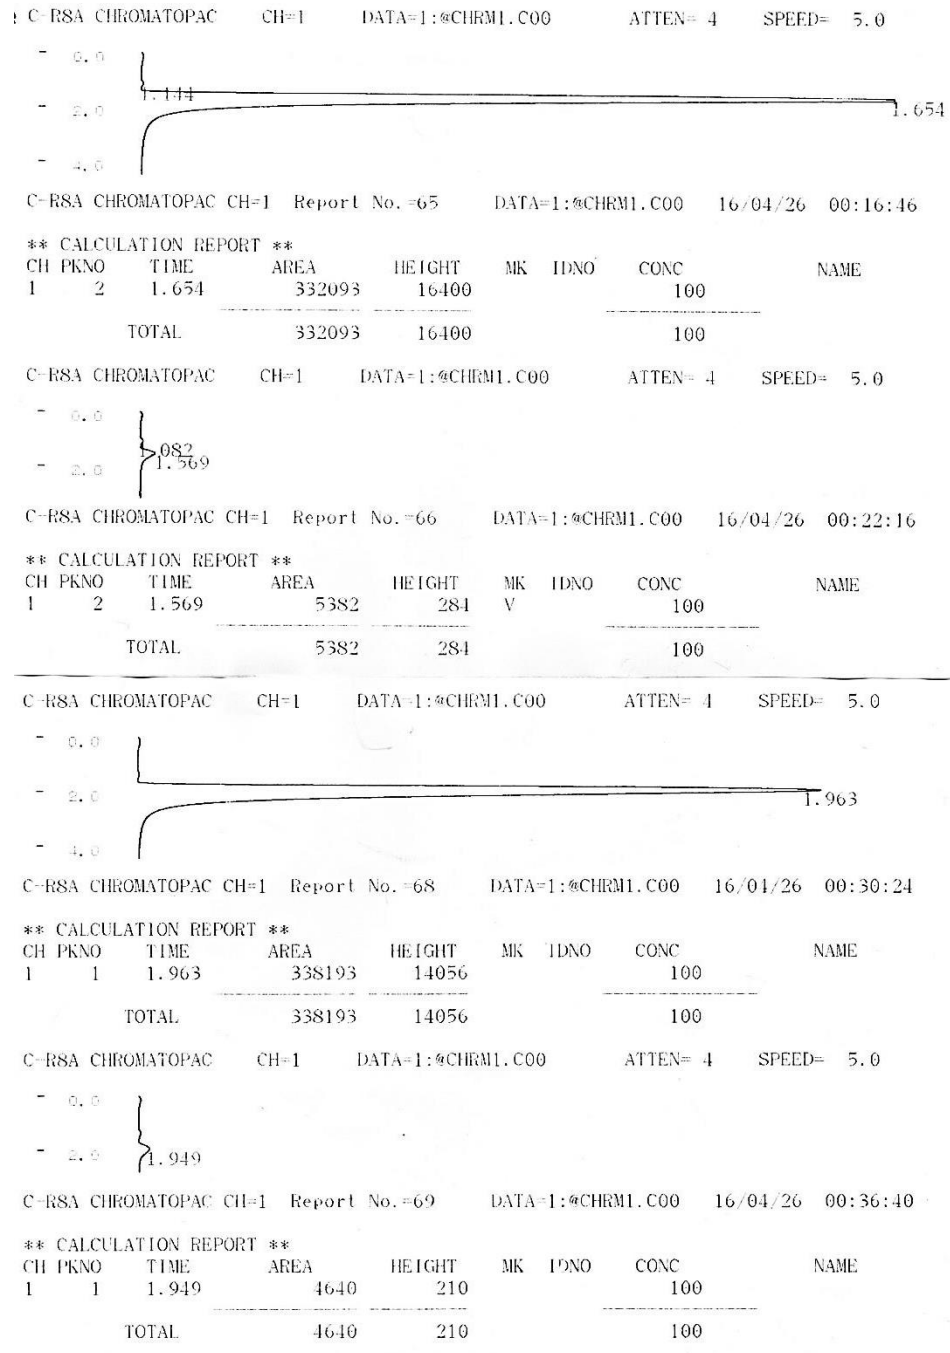 C-R8A CHROMATOPAC CH=1 DATA=1:@CHRM1.C00 ATTEN= 4 SPEED= 5.0
0.0
1.144
2.0
1.654
4.0
C-R8A CHROMATOPAC CH=1 Report No.=65 DATA=1:@CHRM1.C00 16/04/26 00:16:46
** CALCULATION REPORT **
CH PKNO TIME AREA HEIGHT MK IDNO CONC NAME
1 2 1.654 332093 16400 100
TOTAL 332093 16400 100
C-R8A CHROMATOPAC CH=1 DATA=1:@CHRM1.C00 ATTEN= 4 SPEED= 5.0
0.0
.082
2.0 1.569
C-R8A CHROMATOPAC CH=1 Report No.=66 DATA=1:@CHRM1.C00 16/04/26 00:22:16
** CALCULATION REPORT **
CH PKNO TIME AREA HEIGHT MK IDNO CONC NAME
1 2 1.569 5382 284 V 100
TOTAL 5382 284 100
C-R8A CHROMATOPAC CH=1 DATA=1:@CHRM1.C00 ATTEN= 4 SPEED= 5.0
0.0
2.0 1.963
4.0
C-R8A CHROMATOPAC CH=1 Report No.=68 DATA=1:@CHRM1.C00 16/04/26 00:30:24
** CALCULATION REPORT **
CH PKNO TIME AREA HEIGHT MK IDNO CONC NAME
1 1 1.963 338193 14056 100
TOTAL 338193 14056 100
C-R8A CHROMATOPAC CH=1 DATA=1:@CHRM1.C00 ATTEN= 4 SPEED= 5.0
0.0
2.0 1.949
C-R8A CHROMATOPAC CH=1 Report No.=69 DATA=1:@CHRM1.C00 16/04/26 00:36:40
** CALCULATION REPORT **
CH PKNO TIME AREA HEIGHT MK IDNO CONC NAME
1 1 1.949 4640 210 100
TOTAL 4640 210 100